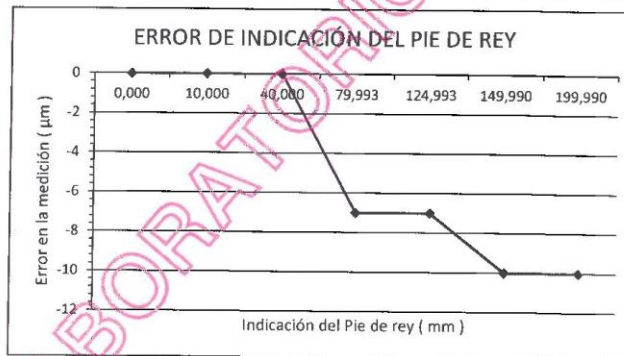 ERROR DE INDICACIÓN DEL PIE DE REY
0
-2
-4
-6
-8
-10
-12
0,000 10,000 40,000 79,993 124,993 149,990 199,990
Error en la medición ( µm )
Indicación del Pie de rey ( mm )
BORATORIO